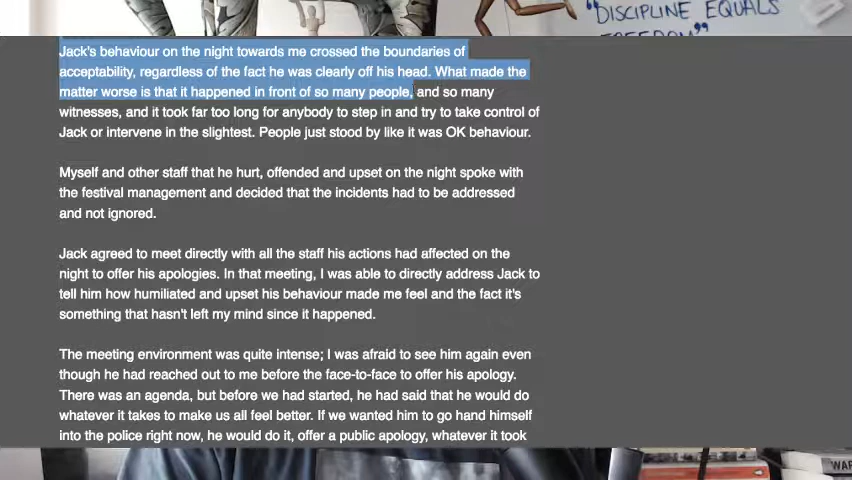 "DISCIPLINE EQUALS
FREEDOM"
Jack's behaviour on the night towards me crossed the boundaries of
acceptability, regardless of the fact he was clearly off his head. What made the
matter worse is that it happened in front of so many people, and so many
witnesses, and it took far too long for anybody to step in and try to take control of
Jack or intervene in the slightest. People just stood by like it was OK behaviour.
Myself and other staff that he hurt, offended and upset on the night spoke with
the festival management and decided that the incidents had to be addressed
and not ignored.
Jack agreed to meet directly with all the staff his actions had affected on the
night to offer his apologies. In that meeting, I was able to directly address Jack to
tell him how humiliated and upset his behaviour made me feel and the fact it's
something that hasn't left my mind since it happened.
The meeting environment was quite intense; I was afraid to see him again even
though he had reached out to me before the face-to-face to offer his apology.
There was an agenda, but before we had started, he had said that he would do
whatever it takes to make us all feel better. If we wanted him to go hand himself
into the police right now, he would do it, offer a public apology, whatever it took
WAR